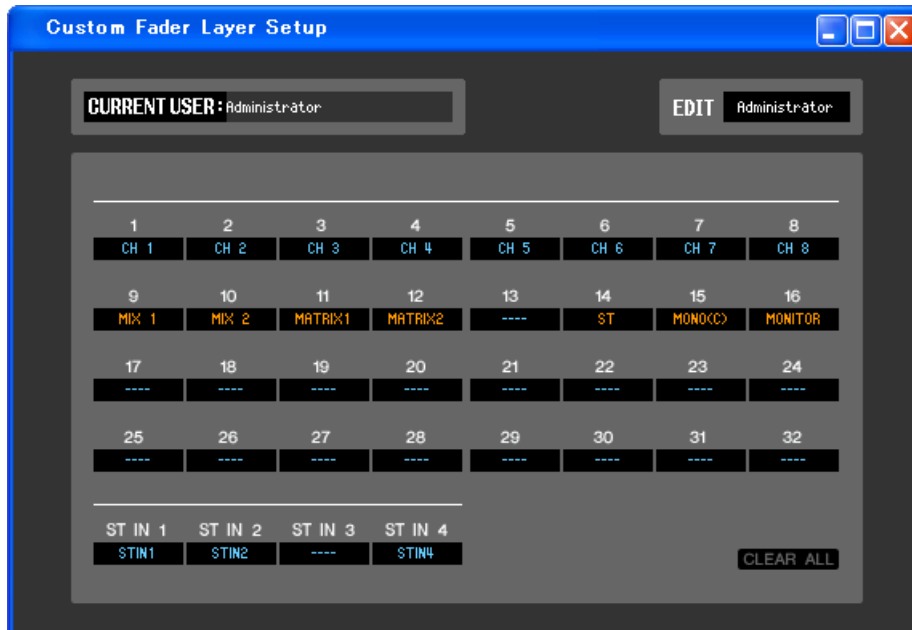 Custom Fader Layer Setup
CURRENT USER: Administrator
EDIT Administrator
1 2 3 4 5 6 7 8
CH 1 CH 2 CH 3 CH 4 CH 5 CH 6 CH 7 CH 8
9 10 11 12 13 14 15 16
MIX 1 MIX 2 MATRIX1 MATRIX2 ---- ST MONO(C) MONITOR
17 18 19 20 21 22 23 24
---- ---- ---- ---- ---- ---- ---- ----
25 26 27 28 29 30 31 32
---- ---- ---- ---- ---- ---- ---- ----
ST IN 1 ST IN 2 ST IN 3 ST IN 4
STIN1 STIN2 ---- STIN4
CLEAR ALL